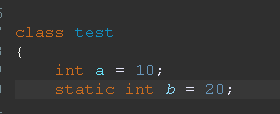 class test
{
int a = 10;
static int b = 20;